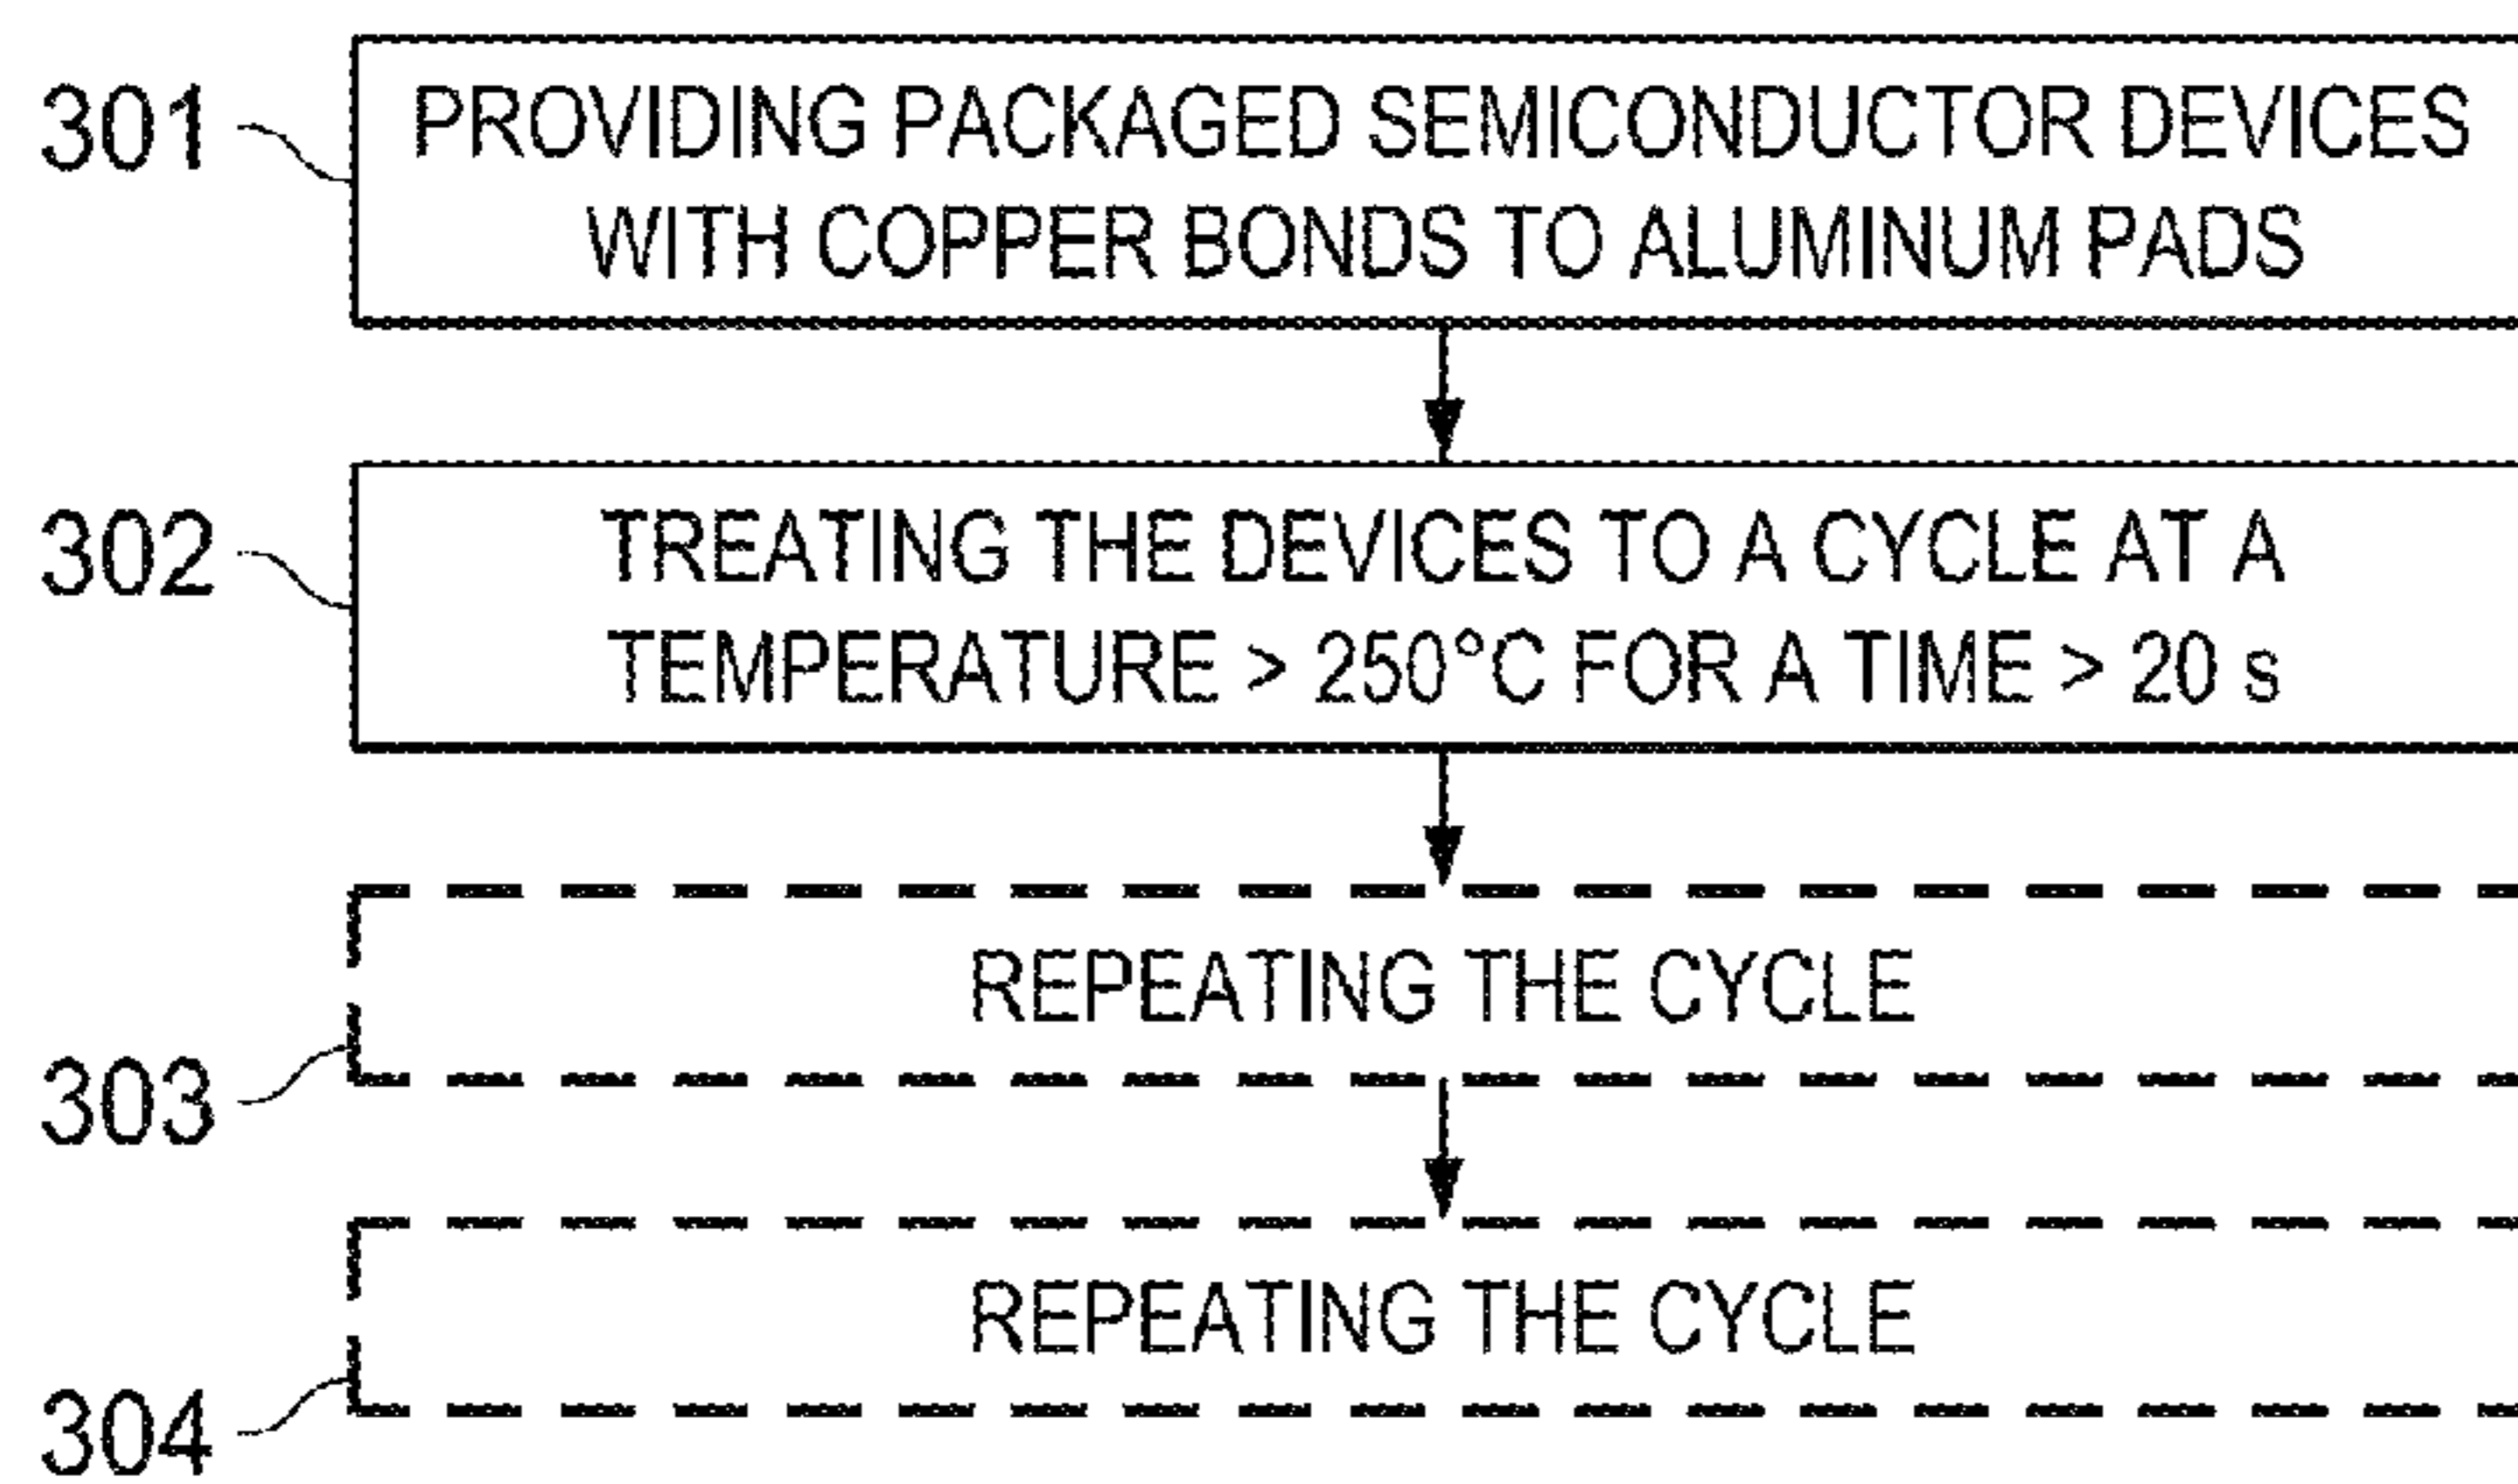 301
PROVIDING PACKAGED SEMICONDUCTOR DEVICES
WITH COPPER BONDS TO ALUMINUM PADS
302
TREATING THE DEVICES TO A CYCLE AT A
TEMPERATURE > 250°C FOR A TIME > 20 s
303
REPEATING THE CYCLE
304
REPEATING THE CYCLE